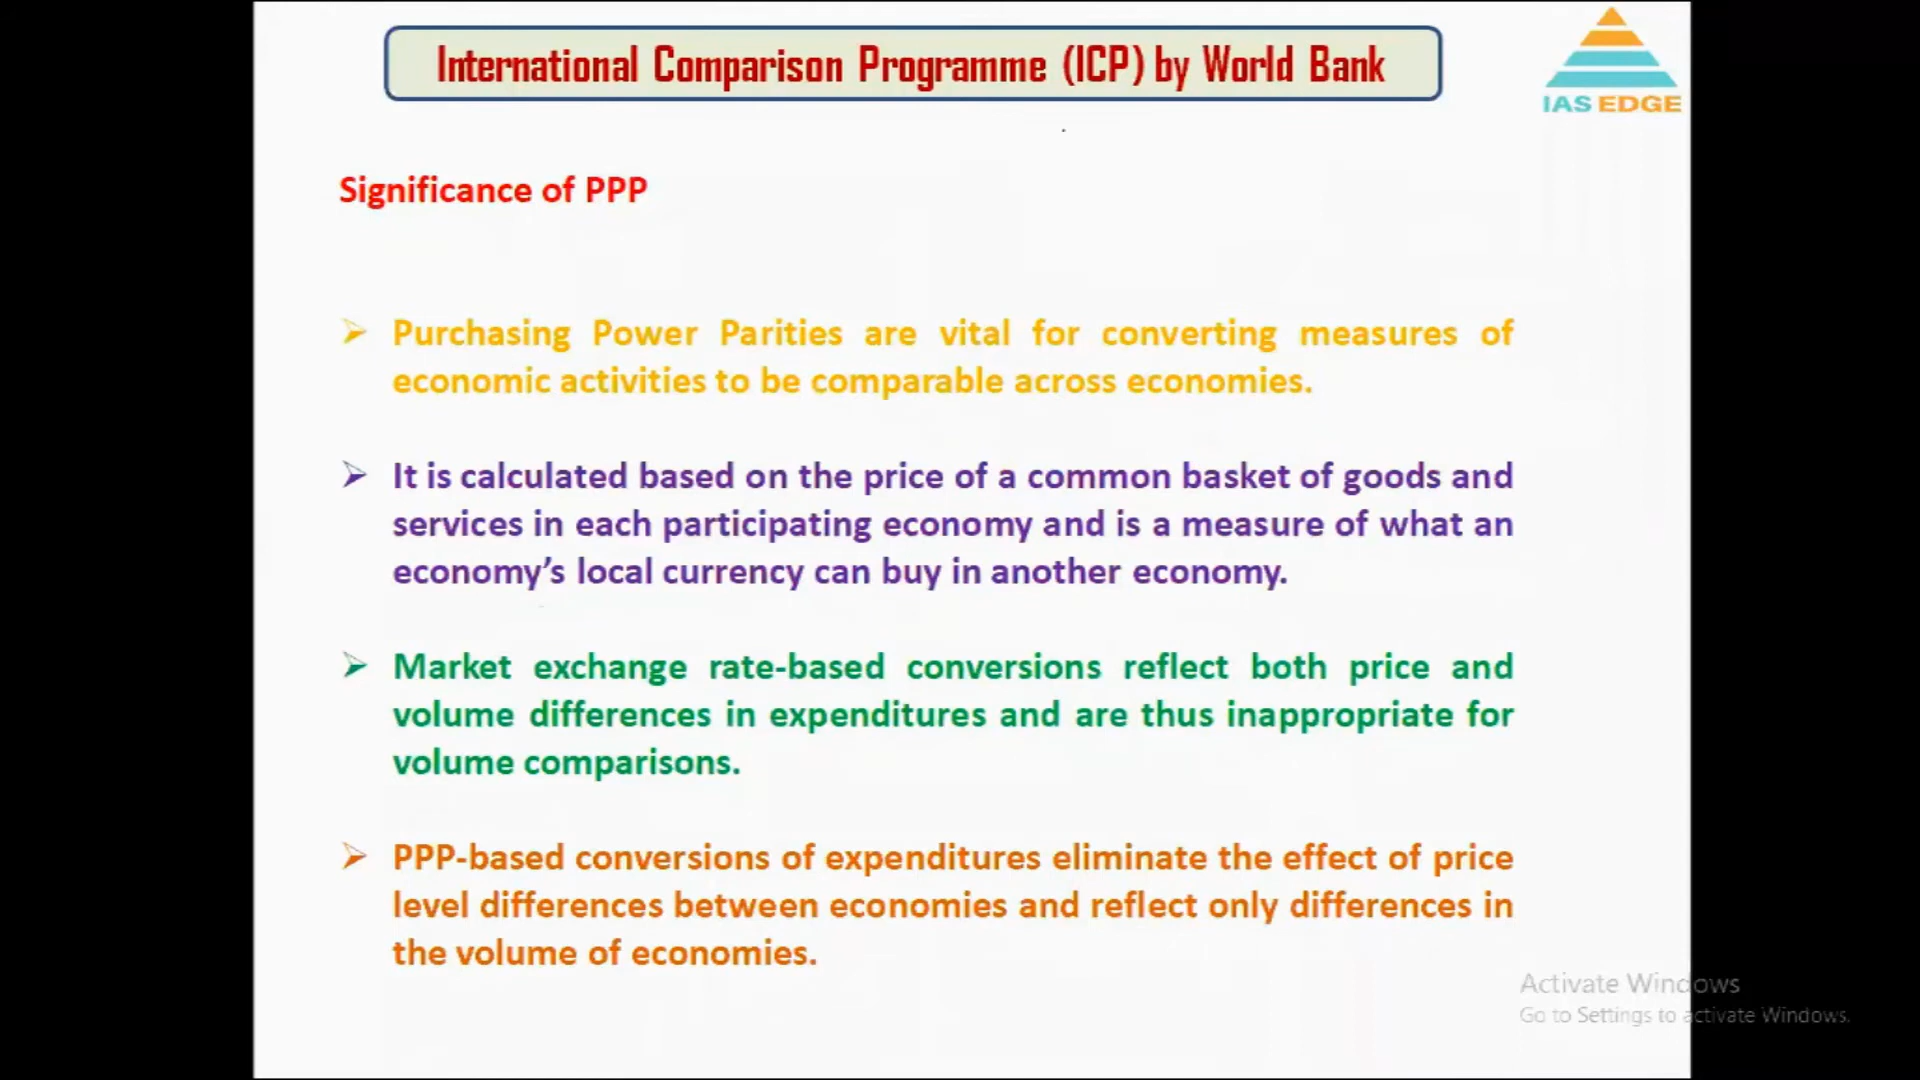 International Comparison Programme (ICP) by World Bank
IAS EDGE
Significance of PPP
Purchasing Power Parities are vital for converting measures of
economic activities to be comparable across economies.
It is calculated based on the price of a common basket of goods and
services in each participating economy and is a measure of what an
economy's local currency can buy in another economy.
Market exchange rate-based conversions reflect both price and
volume differences in expenditures and are thus inappropriate for
volume comparisons.
PPP-based conversions of expenditures eliminate the effect of price
level differences between economies and reflect only differences in
the volume of economies.
Activate Windows
Go to Settings to activate Windows.